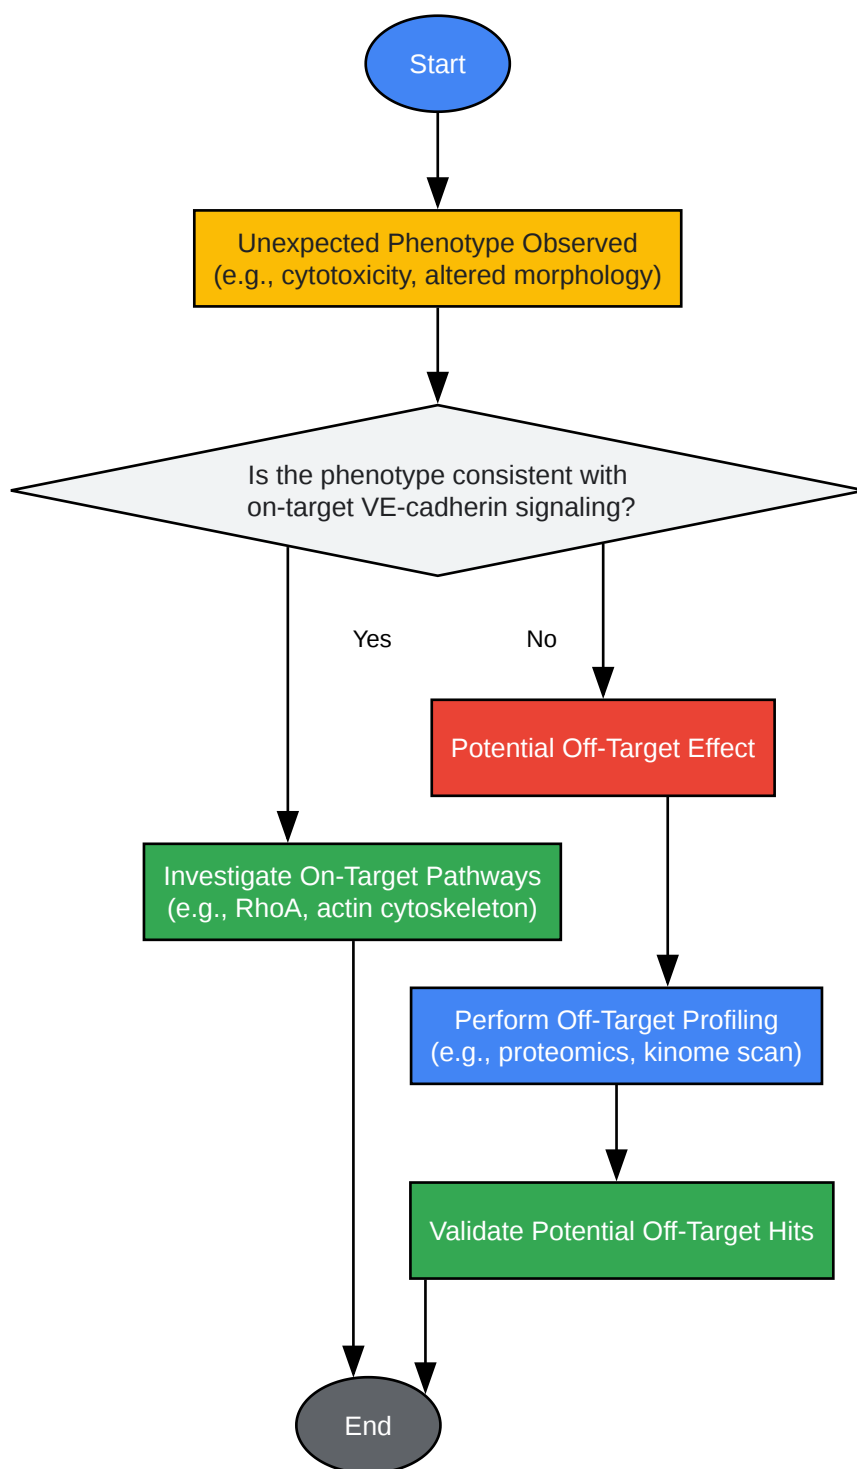 Start
Unexpected Phenotype Observed
(e.g., cytotoxicity, altered morphology)
Is the phenotype consistent with
on-target VE-cadherin signaling?
Yes
No
Potential Off-Target Effect
Investigate On-Target Pathways
(e.g., RhoA, actin cytoskeleton)
Perform Off-Target Profiling
(e.g., proteomics, kinome scan)
Validate Potential Off-Target Hits
End